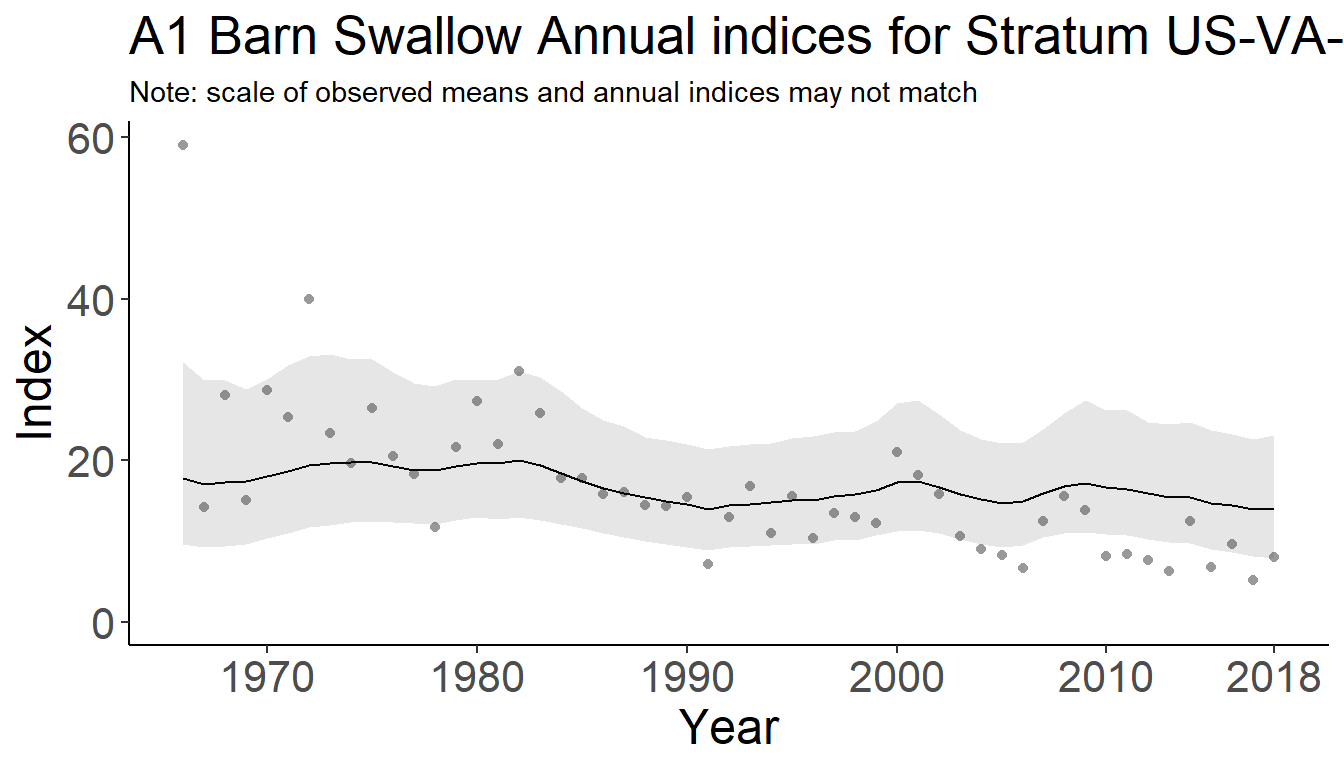 A1 Barn Swallow Annual indices for Stratum US-VA-
Note: scale of observed means and annual indices may not match
60
40
20
0
Index
1970 1980 1990 2000 2010 2018
Year